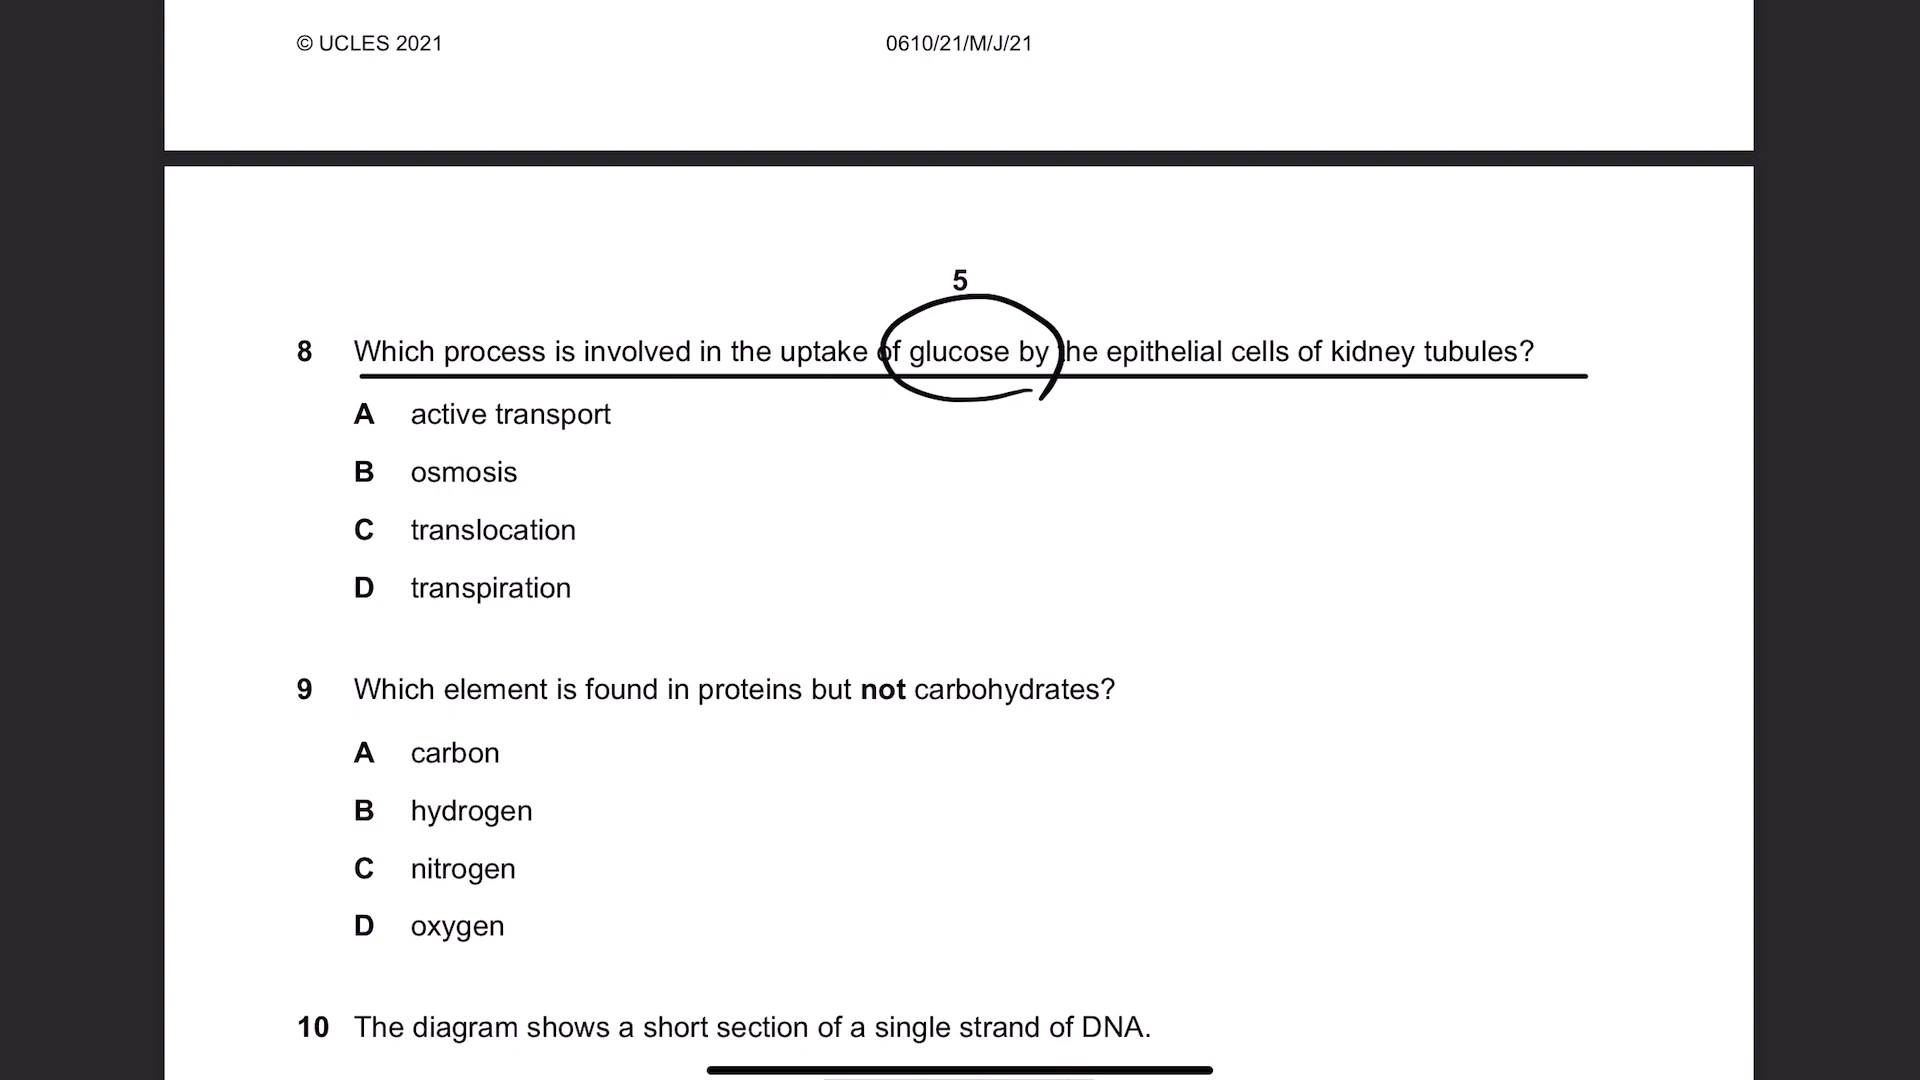 © UCLES 2021 0610/21/M/J/21
5
8 Which process is involved in the uptake of glucose by the epithelial cells of kidney tubules?
A active transport
B osmosis
C translocation
D transpiration
9 Which element is found in proteins but not carbohydrates?
A carbon
B hydrogen
C nitrogen
D oxygen
10 The diagram shows a short section of a single strand of DNA.